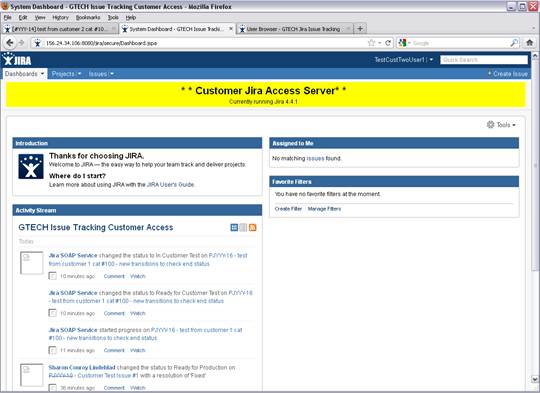 System Dashboard - GTECH Issue Tracking Customer Access - Mozilla Firefox
File Edit View History Bookmarks Tools Help
[#YYY-14] test from customer 2 cat #10...
System Dashboard - GTECH Issue Tracki...
User Browser - GTECH Jira Issue Tracking
156.24.34.106:8080/jira/secure/Dashboard.jspa
Google
JIRA
TestCustTwoUser1
Quick Search
Dashboards Projects Issues
+ Create Issue
* * Customer Jira Access Server* *
Currently running Jira 4.4.1
Tools
Introduction
Thanks for choosing JIRA.
Welcome to JIRA — the easy way to help your team track and deliver projects.
Where do I start?
Learn more about using JIRA with the JIRA User's Guide.
Assigned to Me
No matching issues found.
Favorite Filters
You have no favorite filters at the moment.
Create Filter Manage Filters
Activity Stream
GTECH Issue Tracking Customer Access
Today
Jira SOAP Service changed the status to In Customer Test on PJYYY-16 - test
from customer 1 cat #100 - new transitions to check end status
10 minutes ago Comment Watch
Jira SOAP Service changed the status to Ready for Customer Test on
PJYYY-16 - test from customer 1 cat #100 - new transitions to check end status
10 minutes ago Comment Watch
Jira SOAP Service started progress on PJYYY-16 - test from customer 1 cat
#100 - new transitions to check end status
11 minutes ago Comment Watch
Sharon Conroy Lindeblad changed the status to Ready for Production on
PJYYY-10 - Customer Test Issue #1 with a resolution of 'Fixed'
36 minutes ago Comment Watch